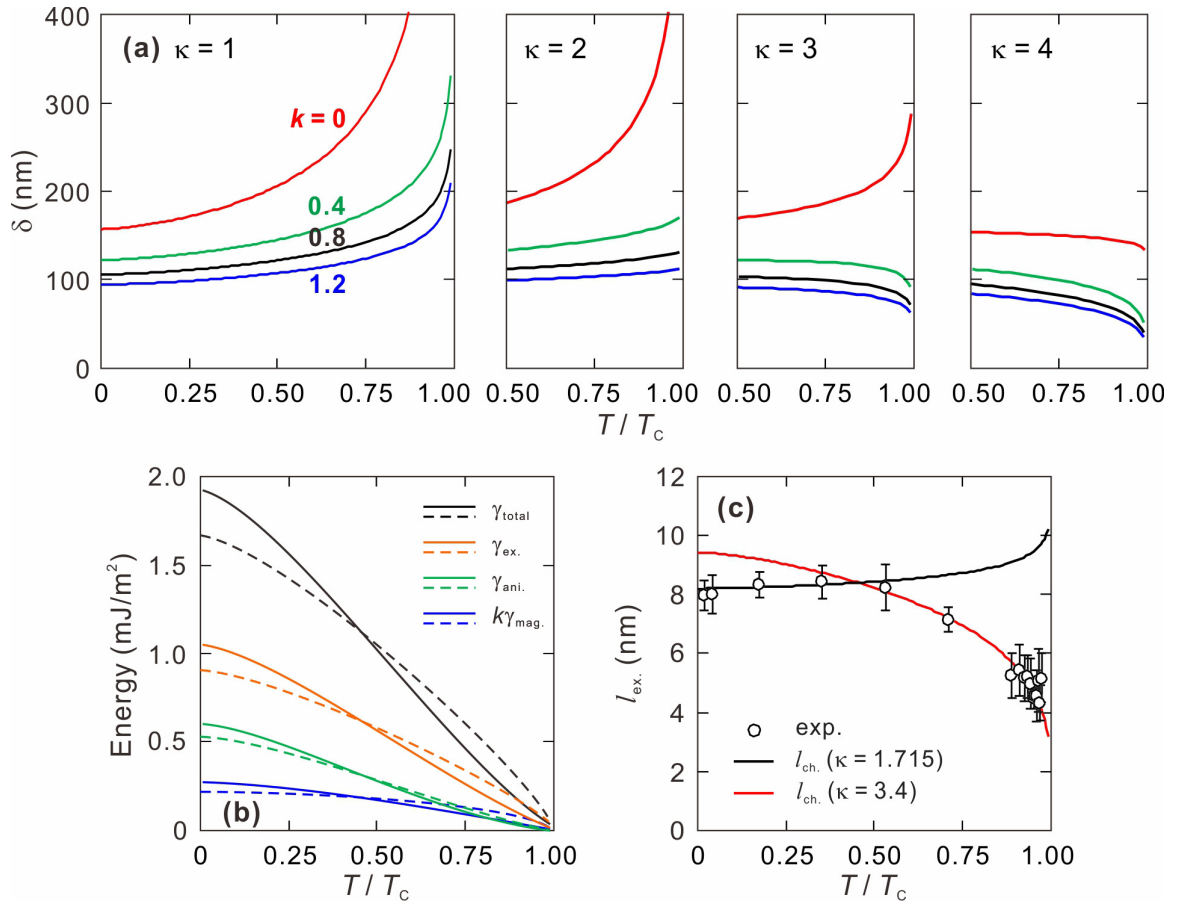 (a) κ = 1
κ = 2
κ = 3
κ = 4
400
300
200
100
0
δ (nm)
k = 0
0.4
0.8
1.2
0 0.25 0.50 0.75 1.00
0.50 0.75 1.00
0.50 0.75 1.00
0.50 0.75 1.00
T / TC
2.0
1.5
1.0
0.5
0
Energy (mJ/m²)
γtotal
γex.
γani.
kγmag.
(b)
0 0.25 0.50 0.75 1.00
T / TC
12
10
8
6
4
2
0
lex. (nm)
(c)
exp.
lch. (κ = 1.715)
lch. (κ = 3.4)
0 0.25 0.50 0.75 1.00
T / TC